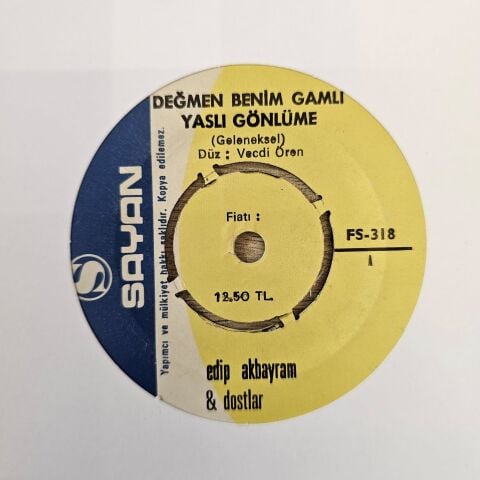 DEĞMEN BENİM GAMLI
YASLI GÖNLÜME
(Geleneksel)
Düz : Vecdi Ören
Fiatı :
FS-318
A
12.50 TL.
edip akbayram
& dostlar
SAYAN
Yapımcı ve mülkiyet hakkı saklıdır. Kopya edilemez.